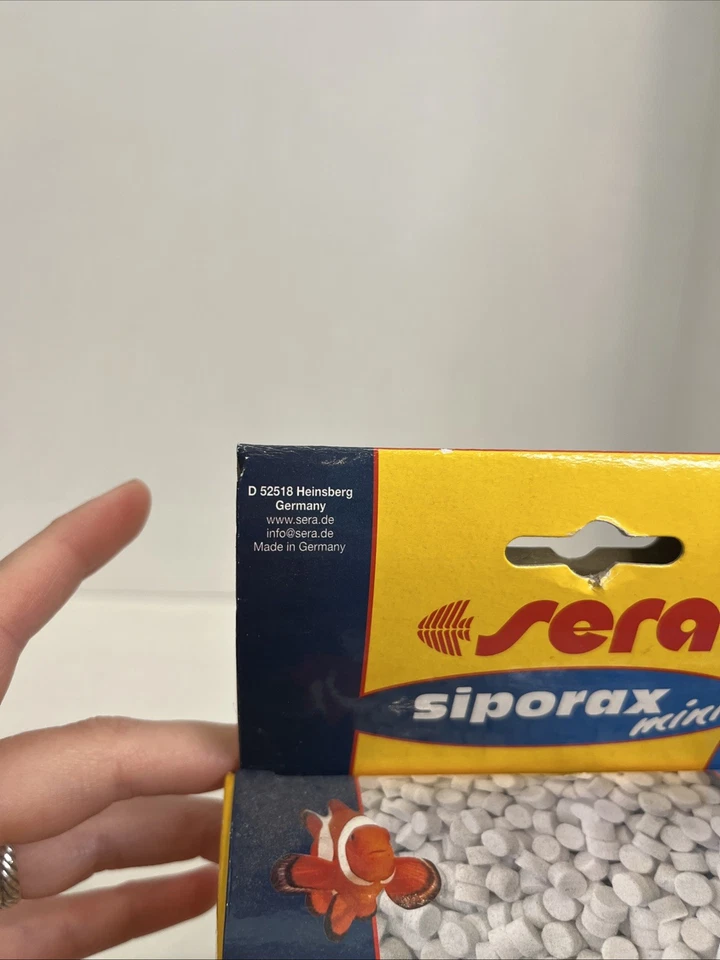 D 52518 Heinsberg
Germany
www.sera.de
info@sera.de
Made in Germany
sera
siporax
mini